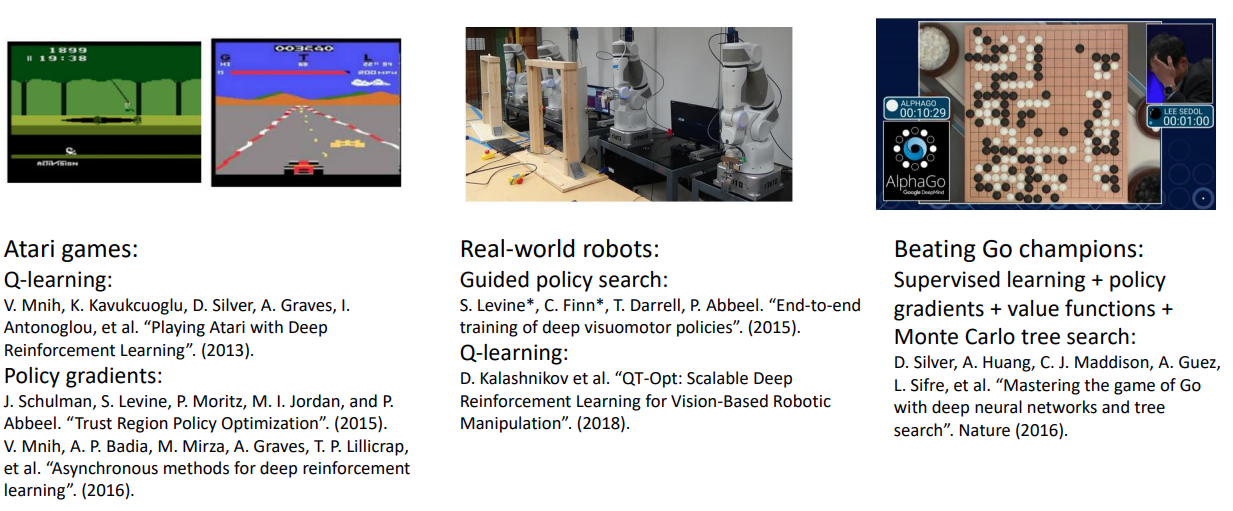 1899
19:38
ACTIVISION
003660
200 MPH
ALPHAGO
00:10:29
LEE SEDOL
00:01:00
AlphaGo
Google DeepMind
Atari games:
Q-learning:
V. Mnih, K. Kavukcuoglu, D. Silver, A. Graves, I.
Antonoglou, et al. “Playing Atari with Deep
Reinforcement Learning”. (2013).
Policy gradients:
J. Schulman, S. Levine, P. Moritz, M. I. Jordan, and P.
Abbeel. “Trust Region Policy Optimization”. (2015).
V. Mnih, A. P. Badia, M. Mirza, A. Graves, T. P. Lillicrap,
et al. “Asynchronous methods for deep reinforcement
learning”. (2016).
Real-world robots:
Guided policy search:
S. Levine*, C. Finn*, T. Darrell, P. Abbeel. “End-to-end
training of deep visuomotor policies”. (2015).
Q-learning:
D. Kalashnikov et al. “QT-Opt: Scalable Deep
Reinforcement Learning for Vision-Based Robotic
Manipulation”. (2018).
Beating Go champions:
Supervised learning + policy
gradients + value functions +
Monte Carlo tree search:
D. Silver, A. Huang, C. J. Maddison, A. Guez,
L. Sifre, et al. “Mastering the game of Go
with deep neural networks and tree
search”. Nature (2016).